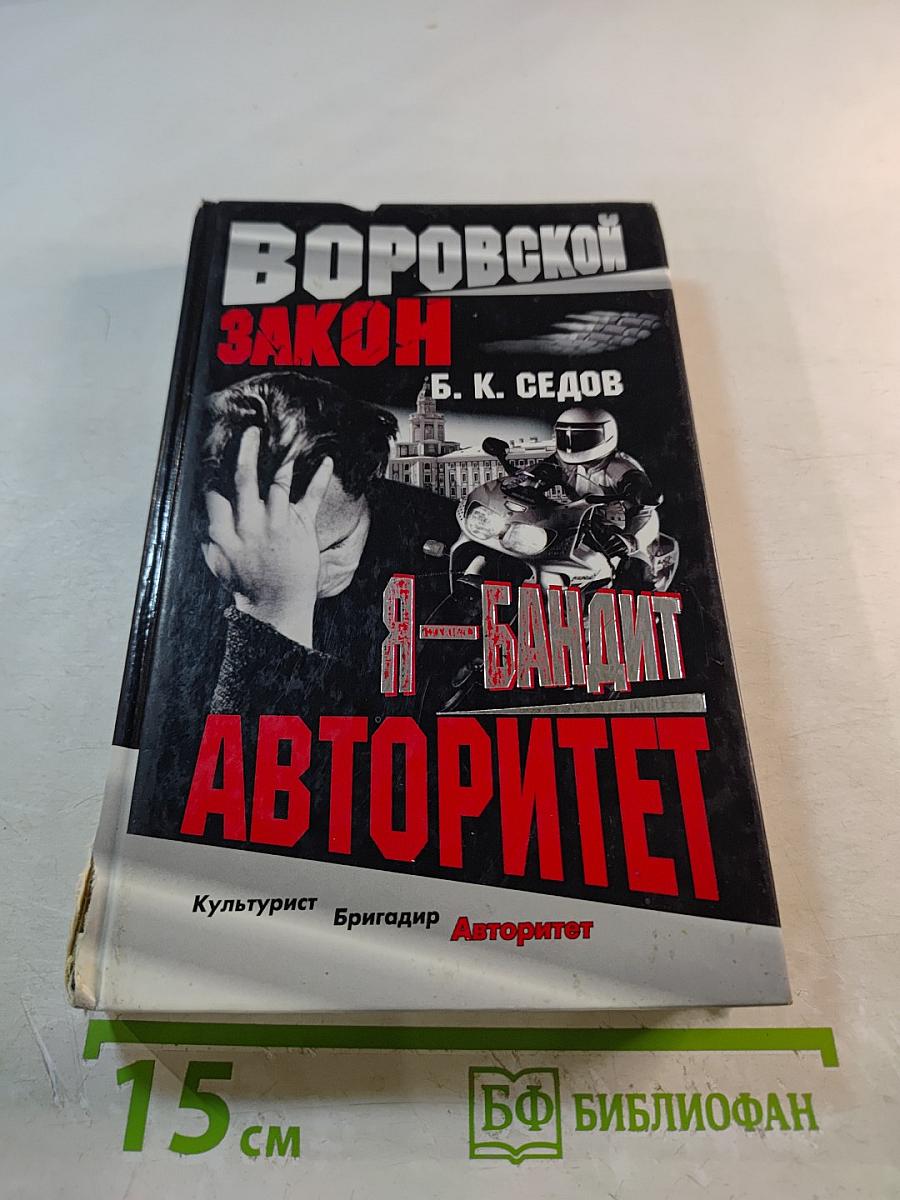 ВОРОВСКОЙ
ЗАКОН
Б. К. СЕДОВ
Я—БАНДИТ
АВТОРИТЕТ
Культурист Бригадир Авторитет
15 см
БФ БИБЛИОФАН